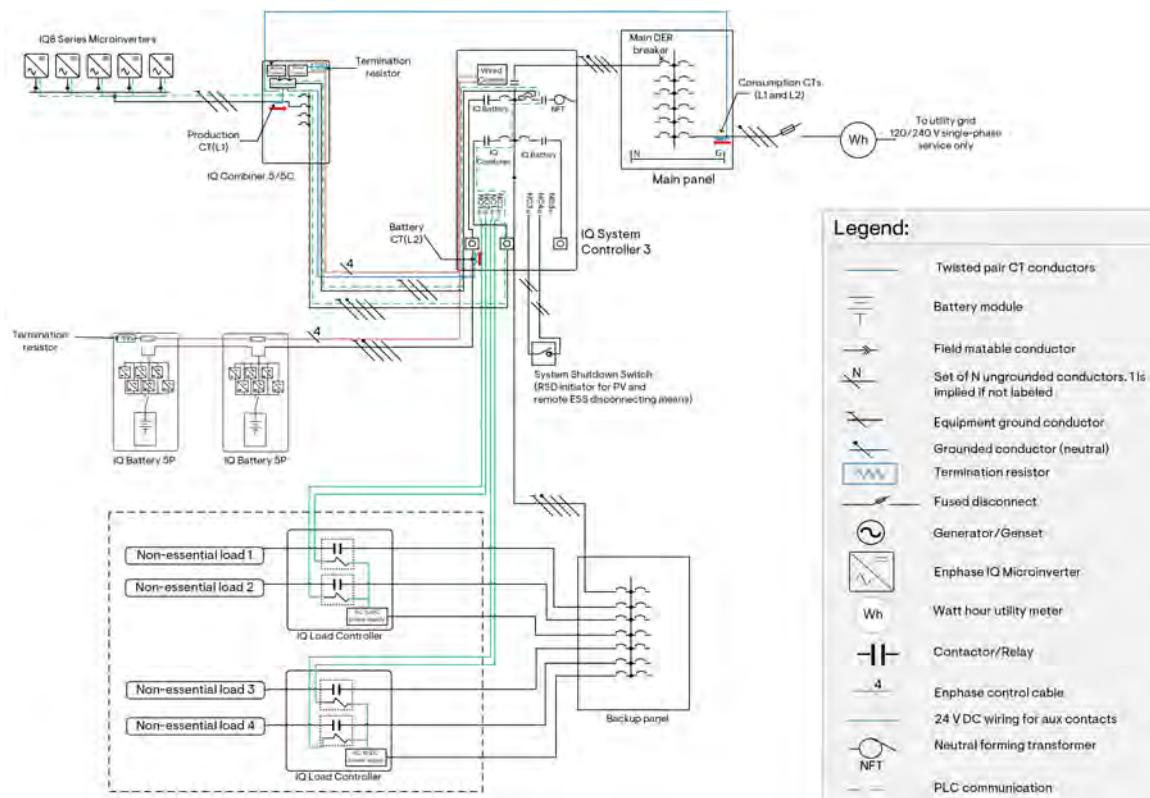 IQ8 Series Microinverters
Termination
resistor
Production
CT(L1)
IQ Combiner 5/5C
Wired
IQ Battery
NFT
IQ
Combiner
IQ Battery
Battery
CT(L2)
IQ System
Controller 3
Main DER
breaker
Consumption CTs
(L1 and L2)
N
G
Main panel
Wh
To utility grid
120/240 V single-phase
service only
4
4
Termination
resistor
IQ Battery 5P
IQ Battery 5P
System Shutdown Switch
(RSD initiator for PV and
remote ESS disconnecting means)
Non-essential load 1
Non-essential load 2
IQ Load Controller
Non-essential load 3
Non-essential load 4
IQ Load Controller
Backup panel
Legend:
Twisted pair CT conductors
Battery module
Field matable conductor
N
Set of N ungrounded conductors. 1 is
implied if not labeled
Equipment ground conductor
Grounded conductor (neutral)
Termination resistor
Fused disconnect
Generator/Genset
Enphase IQ Microinverter
Wh
Watt hour utility meter
Contactor/Relay
4
Enphase control cable
24 V DC wiring for aux contacts
NFT
Neutral forming transformer
PLC communication